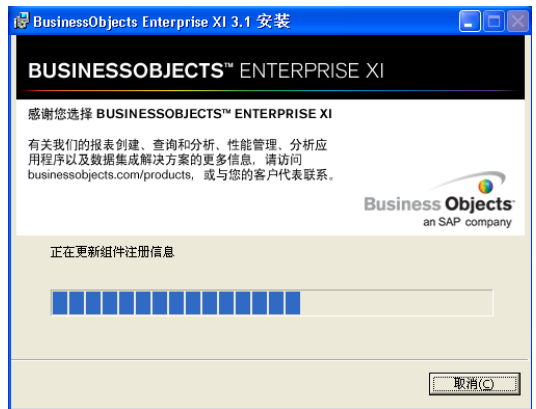 BusinessObjects Enterprise XI 3.1 安装
BUSINESSOBJECTS™ ENTERPRISE XI
感谢您选择 BUSINESSOBJECTS™ ENTERPRISE XI
有关我们的报表创建、查询和分析、性能管理、分析应
用程序以及数据集成解决方案的更多信息，请访问
businessobjects.com/products，或与您的客户代表联系。
Business Objects
an SAP company
正在更新组件注册信息
取消(C)